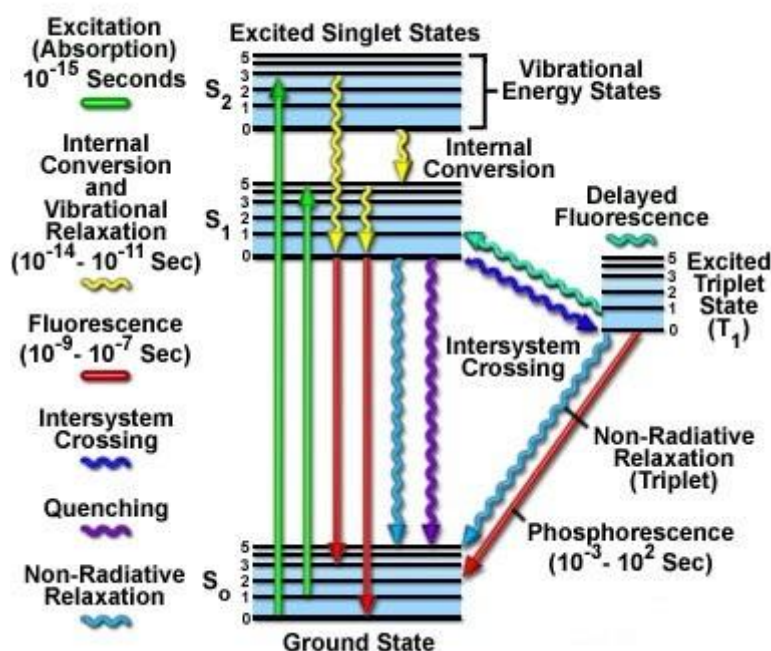 Excitation
(Absorption)
10⁻¹⁵ Seconds
Internal
Conversion
and
Vibrational
Relaxation
(10⁻¹⁴- 10⁻¹¹ Sec)
Fluorescence
(10⁻⁹- 10⁻⁷ Sec)
Intersystem
Crossing
Quenching
Non-Radiative
Relaxation
Excited Singlet States
S₂
5
3
2
1
0
Vibrational
Energy States
Internal
Conversion
S₁
5
3
2
1
0
Delayed
Fluorescence
5
3
2
1
0
Excited
Triplet
State
(T₁)
Intersystem
Crossing
Non-Radiative
Relaxation
(Triplet)
Phosphorescence
(10⁻³- 10² Sec)
S₀
5
3
2
1
0
Ground State